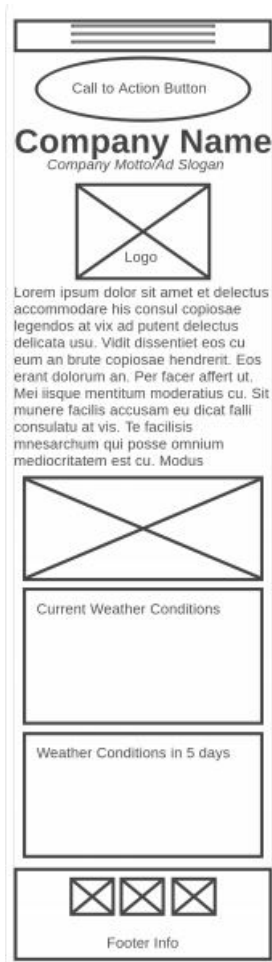 Call to Action Button
Company Name
Company Motto/Ad Slogan
Logo
Lorem ipsum dolor sit amet et delectus
accommodare his consul copiosae
legendos at vix ad putent delectus
delicata usu. Vidit dissentiet eos cu
eum an brute copiosae hendrerit. Eos
erant dolorum an. Per facer affert ut.
Mei iisque mentitum moderatius cu. Sit
munere facilis accusam eu dicat falli
consulatu at vis. Te facilisis
mnesarchum qui posse omnium
mediocritatem est cu. Modus
Current Weather Conditions
Weather Conditions in 5 days
Footer Info